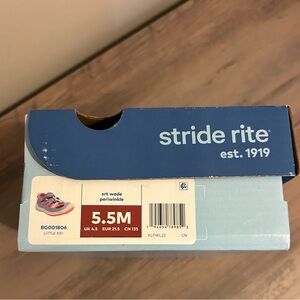 stride rite®
est. 1919
srt wade
periwinkle
5.5M
UK 4.5 EUR 21.5 CN 135
BG001806
LITTLE KID
CN